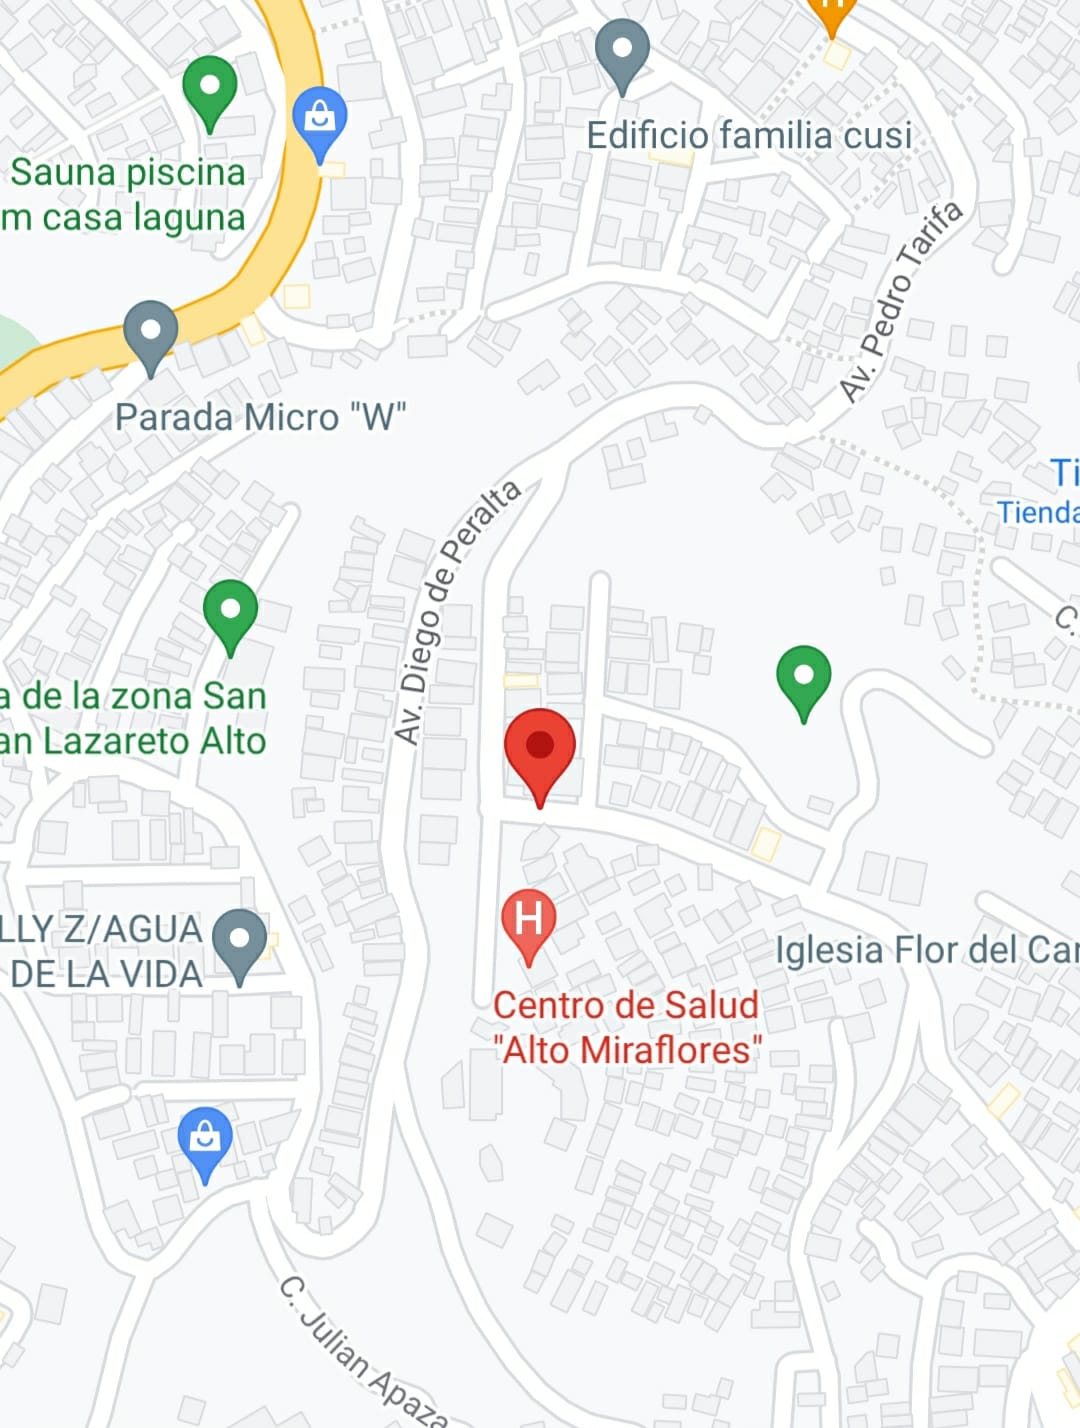 H
Edificio familia cusi
Sauna piscina
m casa laguna
Av. Pedro Tarifa
Parada Micro "W"
Ti
Tienda
Av. Diego de Peralta
C.
a de la zona San
an Lazareto Alto
LLY Z/AGUA
DE LA VIDA
H
Iglesia Flor del Car
Centro de Salud
"Alto Miraflores"
C. Julian Apaza